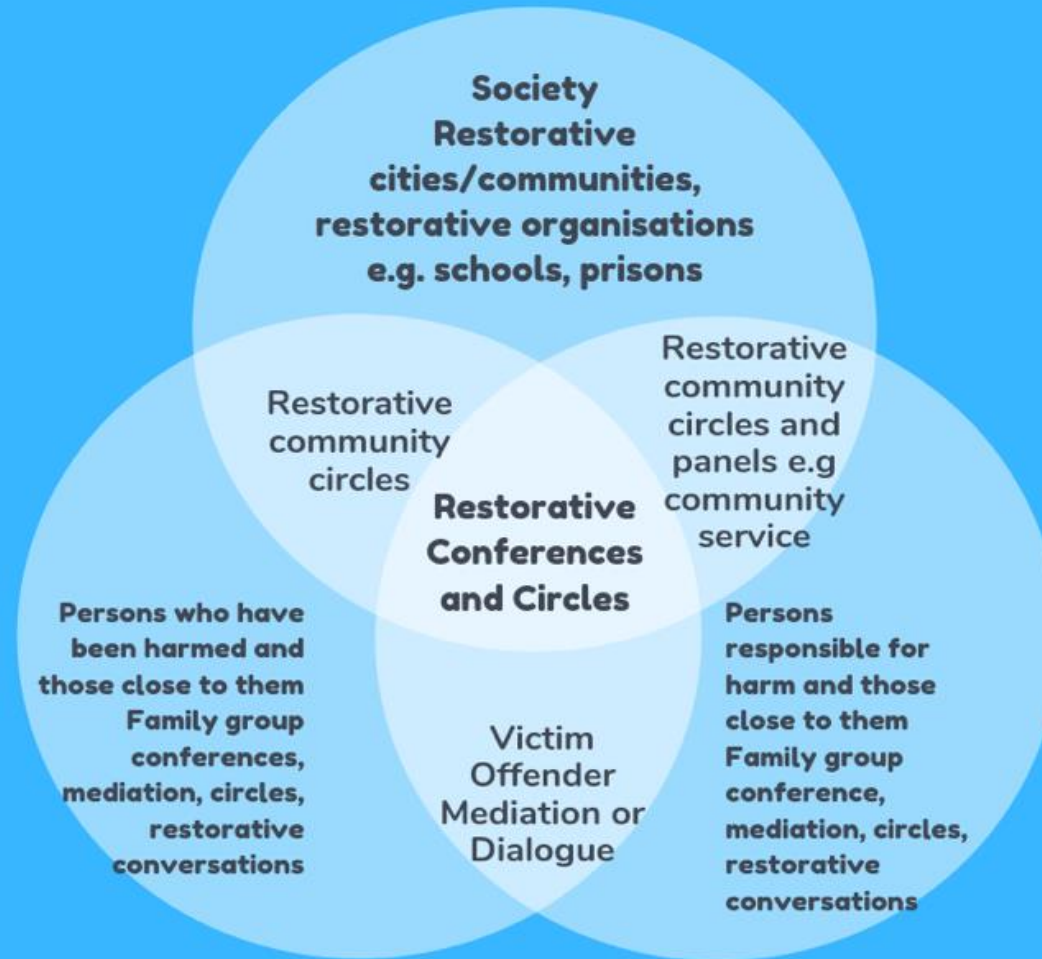 Society
Restorative
cities/communities,
restorative organisations
e.g. schools, prisons
Restorative
community
circles
Restorative
community
circles and
panels e.g
community
service
Restorative
Conferences
and Circles
Persons who have
been harmed and
those close to them
Family group
conferences,
mediation, circles,
restorative
conversations
Victim
Offender
Mediation or
Dialogue
Persons
responsible for
harm and those
close to them
Family group
conference,
mediation, circles,
restorative
conversations